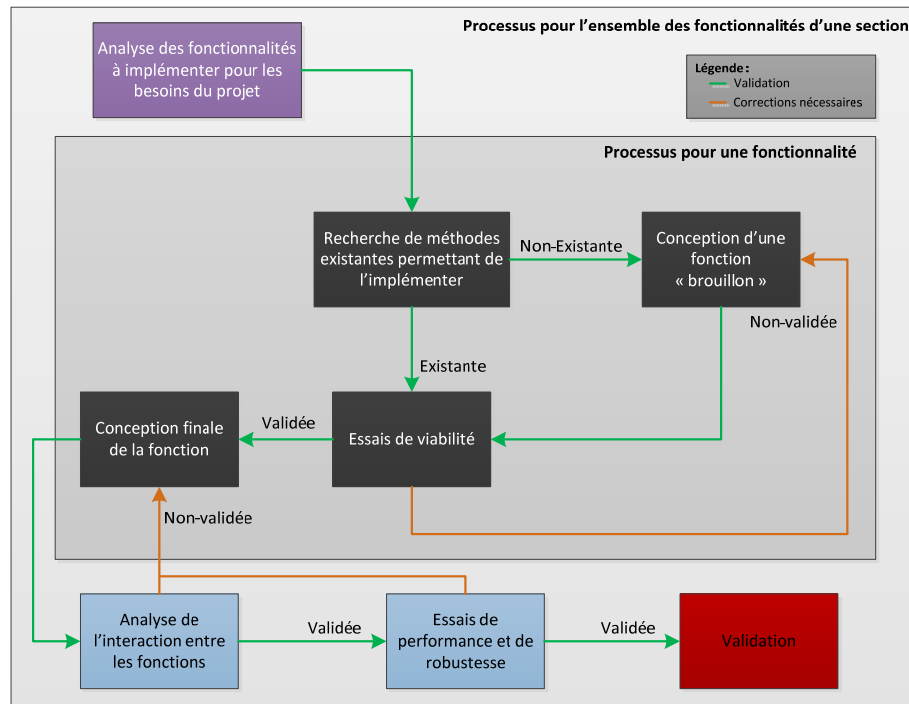 Processus pour l’ensemble des fonctionnalités d’une section
Analyse des fonctionnalités
à implémenter pour les
besoins du projet
Légende :
Validation
Corrections nécessaires
Processus pour une fonctionnalité
Recherche de méthodes
existantes permettant de
l’implémenter
Non-Existante
Conception d’une
fonction
« brouillon »
Non-validée
Existante
Conception finale
de la fonction
Validée
Essais de viabilité
Non-validée
Analyse de
l’interaction entre
les fonctions
Validée
Essais de
performance et de
robustesse
Validée
Validation